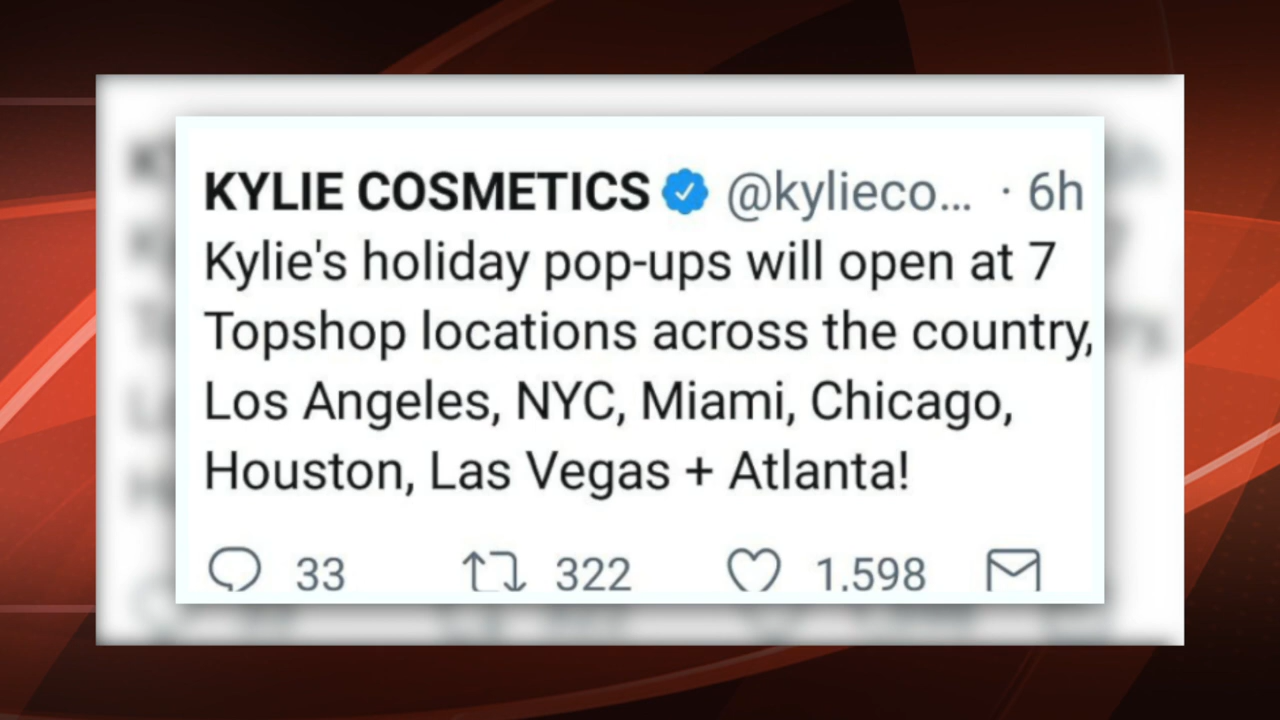 KYLIE COSMETICS @kylieco... · 6h
Kylie's holiday pop-ups will open at 7
Topshop locations across the country,
Los Angeles, NYC, Miami, Chicago,
Houston, Las Vegas + Atlanta!
33 322 1,598